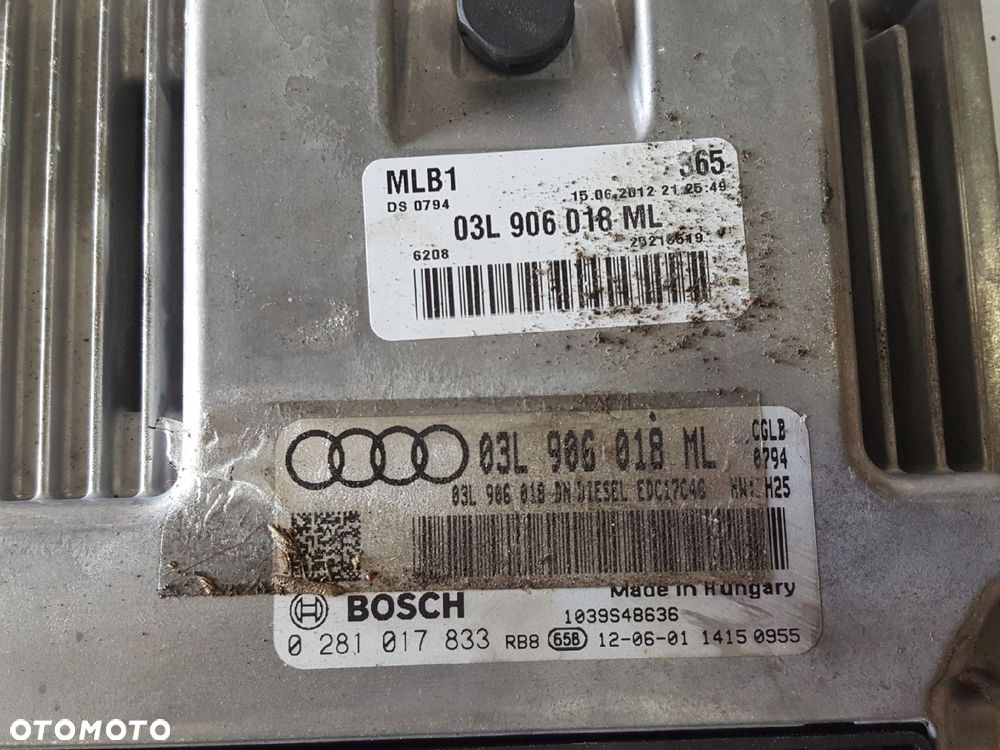 MLB1 365
DS 0794 15.06.2012 21:25:49
03L 906 018 ML
6208
03L 906 018 ML CGLB
0794
03L 906 018 DN DIESEL EDC17C46 HW: H25
Made in Hungary
BOSCH 1039S48636
0 281 017 833 RB8 65B 12-06-01 1415 0955
OTOMOTO